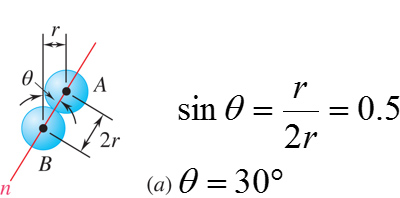 r
θ
A
2r
B
n
sin θ = r/2r = 0.5
(a) θ = 30°